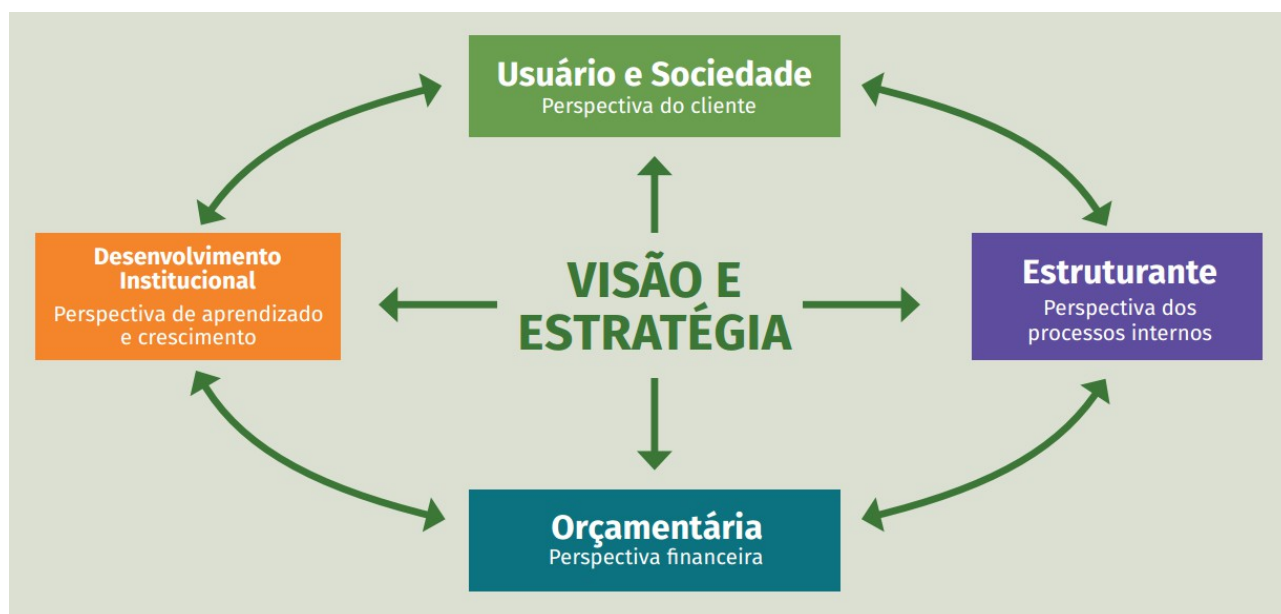 Usuário e Sociedade
Perspectiva do cliente
Desenvolvimento
Institucional
Perspectiva de aprendizado
e crescimento
VISÃO E
ESTRATÉGIA
Estruturante
Perspectiva dos
processos internos
Orçamentária
Perspectiva financeira